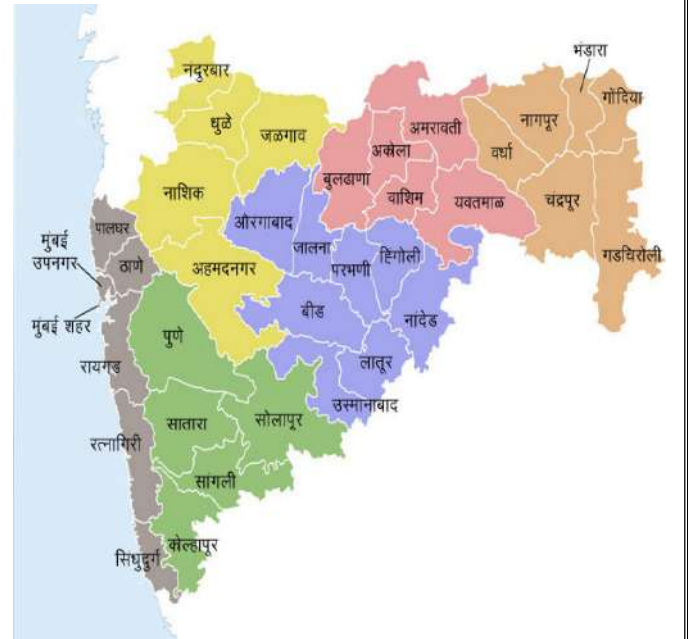 नंदुरबार
भंडारा
गोंदिया
नागपूर
धुळे
जळगाव
अमरावती
अकोला
वर्धा
बुलढाणा
नाशिक
वाशिम
यवतमाळ
चंद्रपूर
औरंगाबाद
पालघर
जालना
हिंगोली
मुंबई
उपनगर
ठाणे
अहमदनगर
परभणी
गडचिरोली
बीड
नांदेड
मुंबई शहर
पुणे
रायगड
लातूर
उस्मानाबाद
सातारा
सोलापूर
रत्नागिरी
सांगली
कोल्हापूर
सिंधुदुर्ग